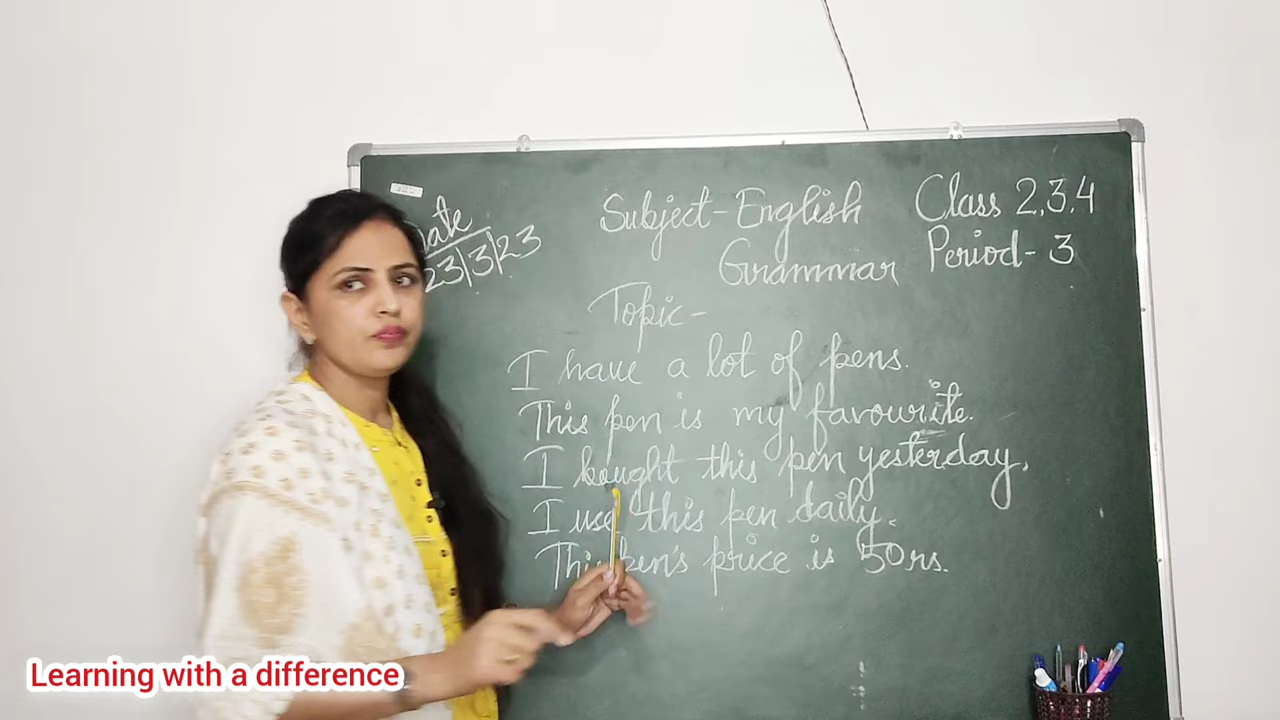 Date
23|3|23
Subject-English
Grammar
Class 2,3,4
Period-3
Topic-
I have a lot of pens.
This pen is my favourite.
I bought this pen yesterday.
I use this pen daily.
This pen's price is 50rs.
Learning with a difference